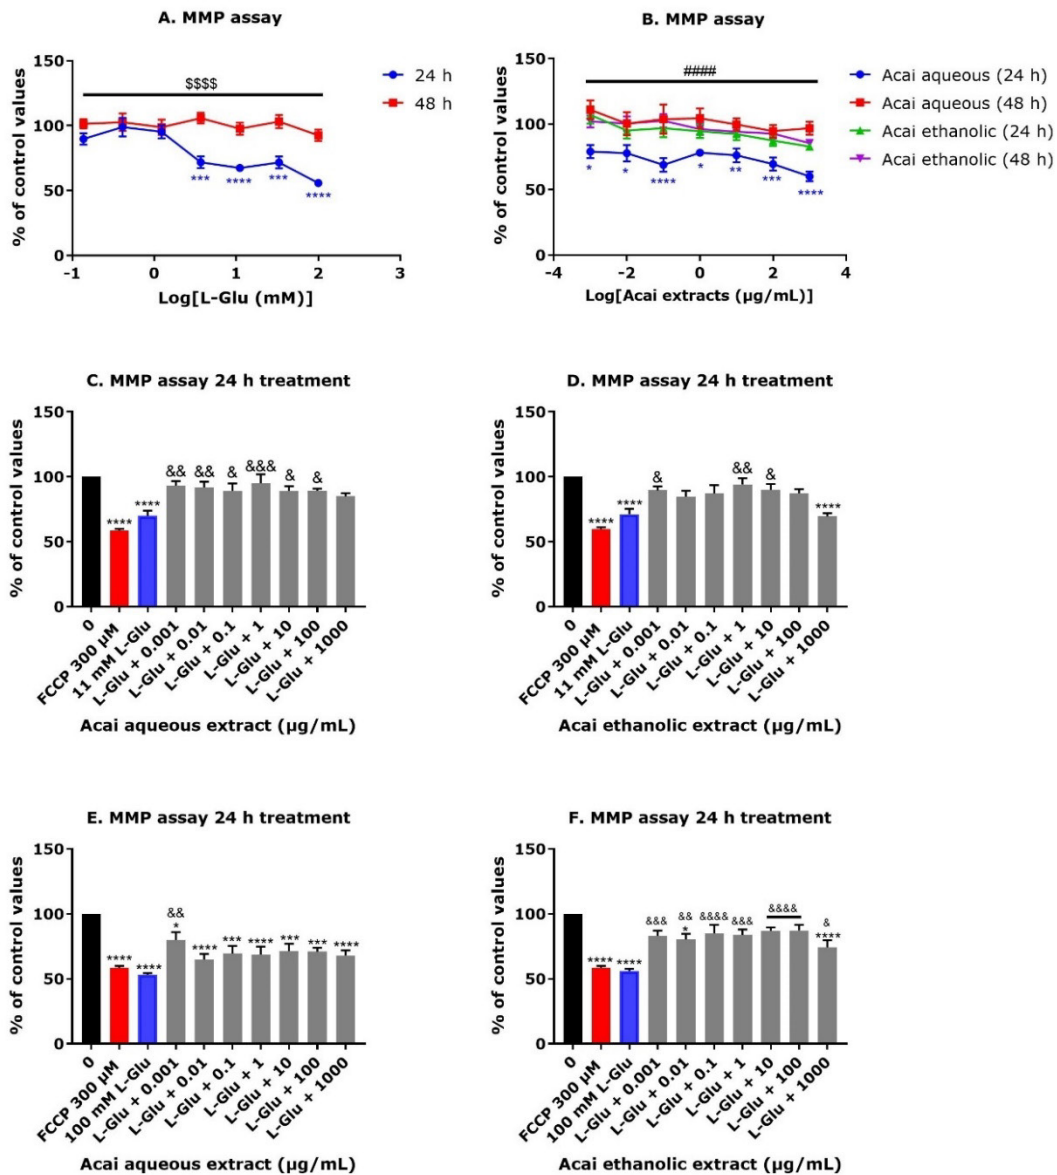 A. MMP assay
% of control values
150
100
50
0
$$$$
***
****
***
****
-1
0
1
2
3
Log[L-Glu (mM)]
24 h
48 h
B. MMP assay
% of control values
150
100
50
0
####
*
*
****
*
**
***
****
-4
-2
0
2
4
Log[Acai extracts (µg/mL)]
Acai aqueous (24 h)
Acai aqueous (48 h)
Acai ethanolic (24 h)
Acai ethanolic (48 h)
C. MMP assay 24 h treatment
% of control values
150
100
50
0
****
****
&&
&&
&
&&&
&
&
0
FCCP 300 µM
11 mM L-Glu
L-Glu + 0.001
L-Glu + 0.01
L-Glu + 0.1
L-Glu + 1
L-Glu + 10
L-Glu + 100
L-Glu + 1000
Acai aqueous extract (µg/mL)
D. MMP assay 24 h treatment
% of control values
150
100
50
0
****
****
&
&&
&
****
0
FCCP 300 µM
11 mM L-Glu
L-Glu + 0.001
L-Glu + 0.01
L-Glu + 0.1
L-Glu + 1
L-Glu + 10
L-Glu + 100
L-Glu + 1000
Acai ethanolic extract (µg/mL)
E. MMP assay 24 h treatment
% of control values
150
100
50
0
****
****
&&
*
****
***
****
***
***
****
0
FCCP 300 µM
100 mM L-Glu
L-Glu + 0.001
L-Glu + 0.01
L-Glu + 0.1
L-Glu + 1
L-Glu + 10
L-Glu + 100
L-Glu + 1000
Acai aqueous extract (µg/mL)
F. MMP assay 24 h treatment
% of control values
150
100
50
0
****
****
&&&
&&
*
&&&&
&&&
&&&&
&
****
0
FCCP 300 µM
100 mM L-Glu
L-Glu + 0.001
L-Glu + 0.01
L-Glu + 0.1
L-Glu + 1
L-Glu + 10
L-Glu + 100
L-Glu + 1000
Acai ethanolic extract (µg/mL)